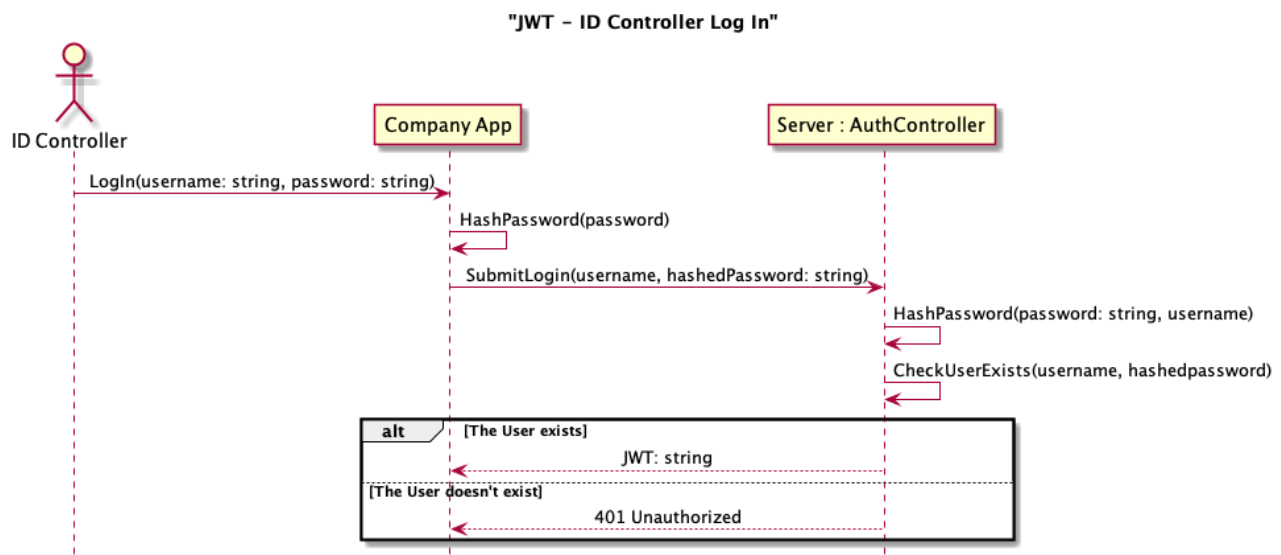 "JWT – ID Controller Log In"
ID Controller
Company App
Server : AuthController
LogIn(username: string, password: string)
HashPassword(password)
SubmitLogin(username, hashedPassword: string)
HashPassword(password: string, username)
CheckUserExists(username, hashedpassword)
alt [The User exists]
JWT: string
[The User doesn't exist]
401 Unauthorized